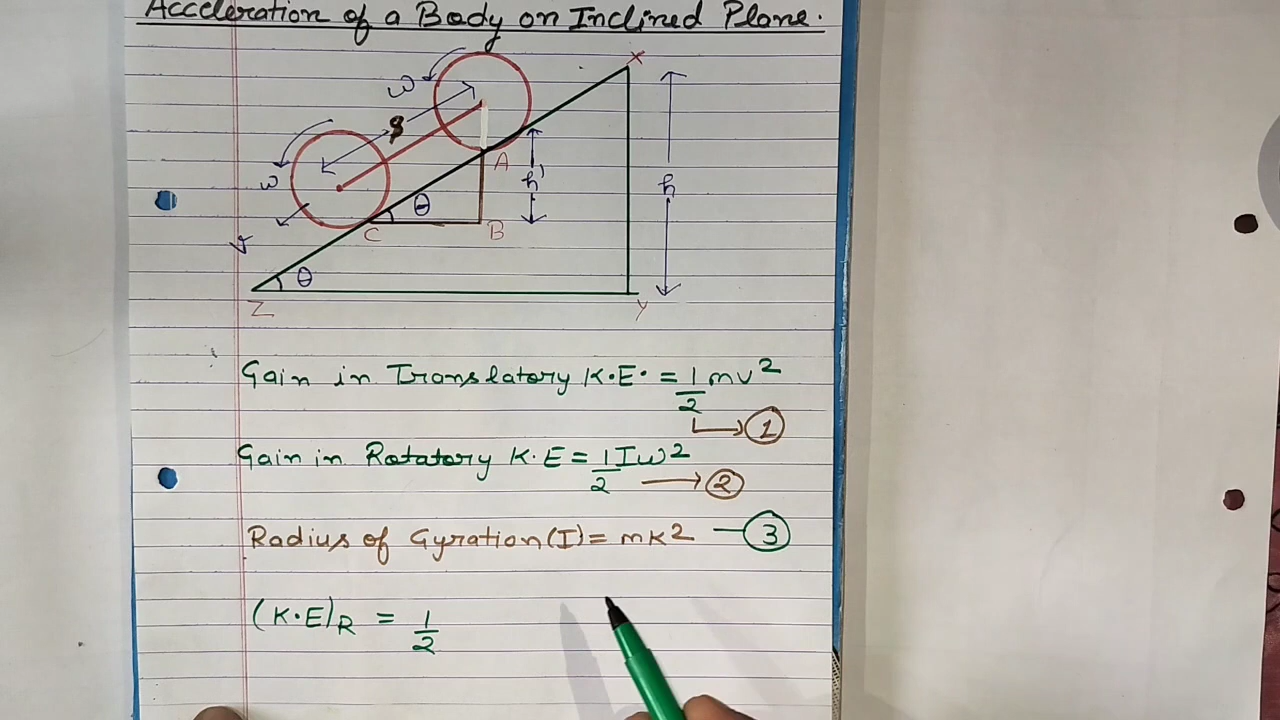 Acceleration of a Body on Inclined Plane.
X
ω
S
A
h'
h
ω
θ
C
B
v
θ
Z
Y
Gain in Translatory K.E. = 1/2 mv²
→ 1
Gain in Rotatory K.E = 1/2 Iω²
→ 2
Radius of Gyration (I) = mk² — 3
(K.E)R = 1/2